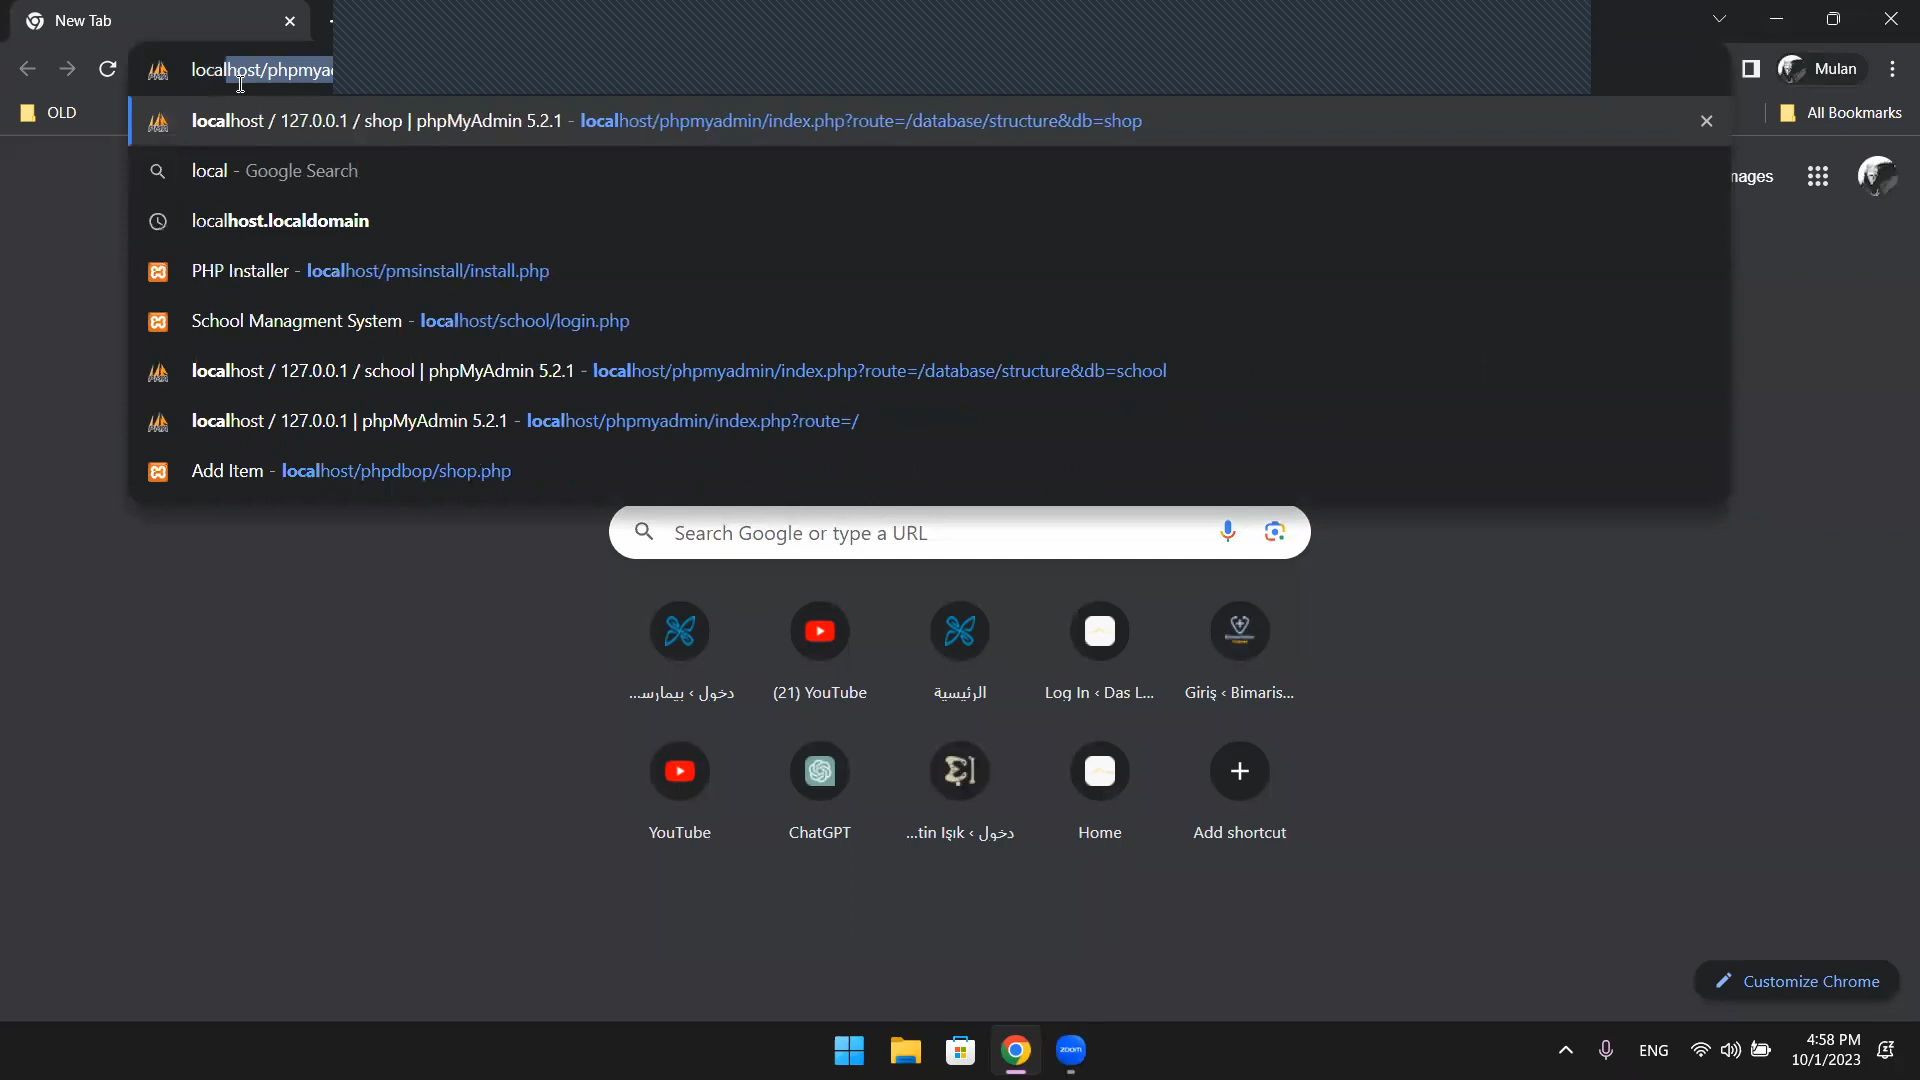 New Tab
localhost/phpmyad
Mulan
OLD
All Bookmarks
localhost / 127.0.0.1 / shop | phpMyAdmin 5.2.1 - localhost/phpmyadmin/index.php?route=/database/structure&db=shop
local - Google Search
mages
localhost.localdomain
PHP Installer - localhost/pmsinstall/install.php
School Managment System - localhost/school/login.php
localhost / 127.0.0.1 / school | phpMyAdmin 5.2.1 - localhost/phpmyadmin/index.php?route=/database/structure&db=school
localhost / 127.0.0.1 | phpMyAdmin 5.2.1 - localhost/phpmyadmin/index.php?route=/
Add Item - localhost/phpdbop/shop.php
Search Google or type a URL
دخول › بيمارس...
(21) YouTube
الرئيسية
Log In ‹ Das L...
Giriş ‹ Bimaris...
YouTube
ChatGPT
دخول ‹ tin Işık...
Home
Add shortcut
Customize Chrome
zoom
ENG
4:58 PM
10/1/2023